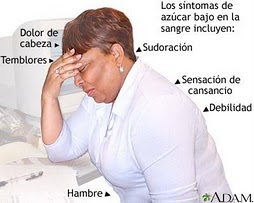 Los síntomas de
azúcar bajo en la
sangre incluyen:
Dolor de
cabeza
Temblores
Sudoración
Sensación de
cansancio
Debilidad
Hambre
ADAM.